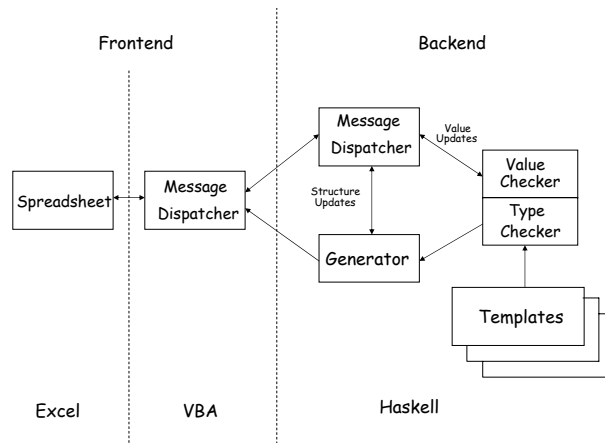 Frontend
Backend
Message
Dispatcher
Value
Updates
Spreadsheet
Message
Dispatcher
Structure
Updates
Value
Checker
Type
Checker
Generator
Templates
Excel
VBA
Haskell